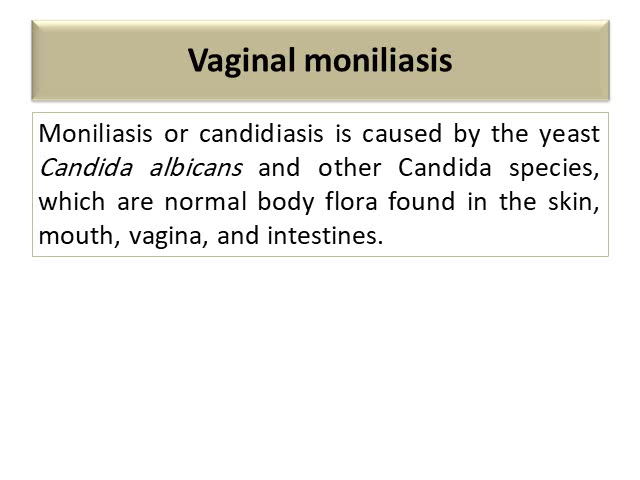 Vaginal moniliasis
Moniliasis or candidiasis is caused by the yeast
Candida albicans and other Candida species,
which are normal body flora found in the skin,
mouth, vagina, and intestines.